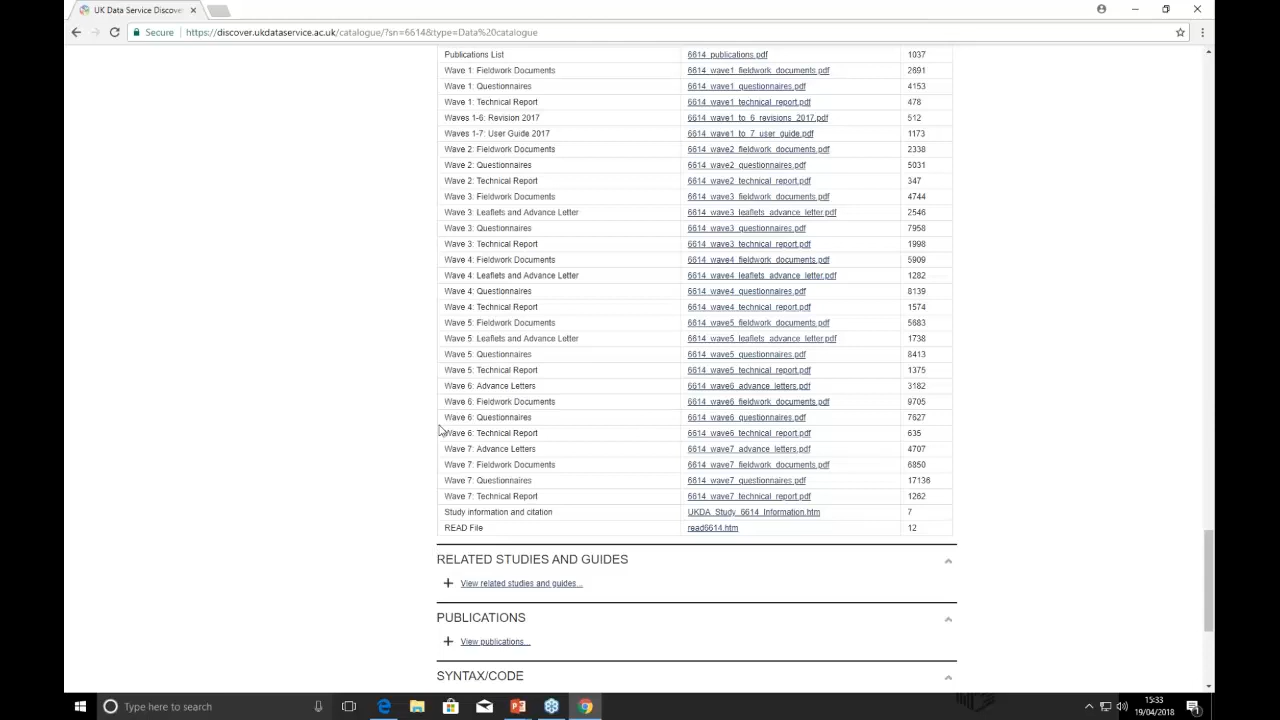 UK Data Service Discove
Secure
https://discover.ukdataservice.ac.uk/catalogue/?sn=6614&type=Data%20catalogue
Publications List 6614_publications.pdf 1037
Wave 1: Fieldwork Documents 6614_wave1_fieldwork_documents.pdf 2691
Wave 1: Questionnaires 6614_wave1_questionnaires.pdf 4153
Wave 1: Technical Report 6614_wave1_technical_report.pdf 478
Waves 1-6: Revision 2017 6614_wave1_to_6_revisions_2017.pdf 512
Waves 1-7: User Guide 2017 6614_wave1_to_7_user_guide.pdf 1173
Wave 2: Fieldwork Documents 6614_wave2_fieldwork_documents.pdf 2338
Wave 2: Questionnaires 6614_wave2_questionnaires.pdf 5031
Wave 2: Technical Report 6614_wave2_technical_report.pdf 347
Wave 3: Fieldwork Documents 6614_wave3_fieldwork_documents.pdf 4744
Wave 3: Leaflets and Advance Letter 6614_wave3_leaflets_advance_letter.pdf 2546
Wave 3: Questionnaires 6614_wave3_questionnaires.pdf 7958
Wave 3: Technical Report 6614_wave3_technical_report.pdf 1998
Wave 4: Fieldwork Documents 6614_wave4_fieldwork_documents.pdf 5909
Wave 4: Leaflets and Advance Letter 6614_wave4_leaflets_advance_letter.pdf 1282
Wave 4: Questionnaires 6614_wave4_questionnaires.pdf 8139
Wave 4: Technical Report 6614_wave4_technical_report.pdf 1574
Wave 5: Fieldwork Documents 6614_wave5_fieldwork_documents.pdf 5683
Wave 5: Leaflets and Advance Letter 6614_wave5_leaflets_advance_letter.pdf 1738
Wave 5: Questionnaires 6614_wave5_questionnaires.pdf 8413
Wave 5: Technical Report 6614_wave5_technical_report.pdf 1375
Wave 6: Advance Letters 6614_wave6_advance_letters.pdf 3182
Wave 6: Fieldwork Documents 6614_wave6_fieldwork_documents.pdf 9705
Wave 6: Questionnaires 6614_wave6_questionnaires.pdf 7627
Wave 6: Technical Report 6614_wave6_technical_report.pdf 635
Wave 7: Advance Letters 6614_wave7_advance_letters.pdf 4707
Wave 7: Fieldwork Documents 6614_wave7_fieldwork_documents.pdf 6850
Wave 7: Questionnaires 6614_wave7_questionnaires.pdf 17136
Wave 7: Technical Report 6614_wave7_technical_report.pdf 1262
Study information and citation UKDA_Study_6614_Information.htm 7
READ File read6614.htm 12
RELATED STUDIES AND GUIDES
View related studies and guides...
PUBLICATIONS
View publications...
SYNTAX/CODE
Type here to search
15:33
19/04/2018